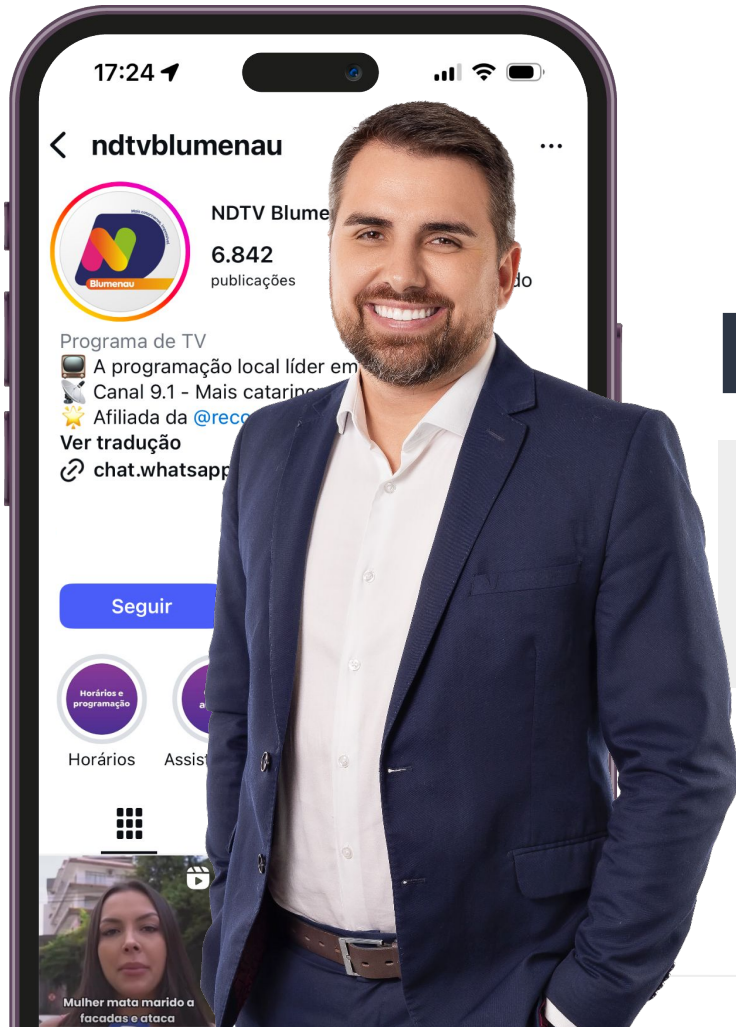 17:24
ndtvblumenau
NDTV Blume
6.842
publicações
do
Blumenau
Programa de TV
A programação local líder em
Canal 9.1 - Mais catarine
Afiliada da @reco
Ver tradução
chat.whatsapp
Seguir
Horários e
programação
Horários
Assist
Mulher mata marido a
facadas e ataca